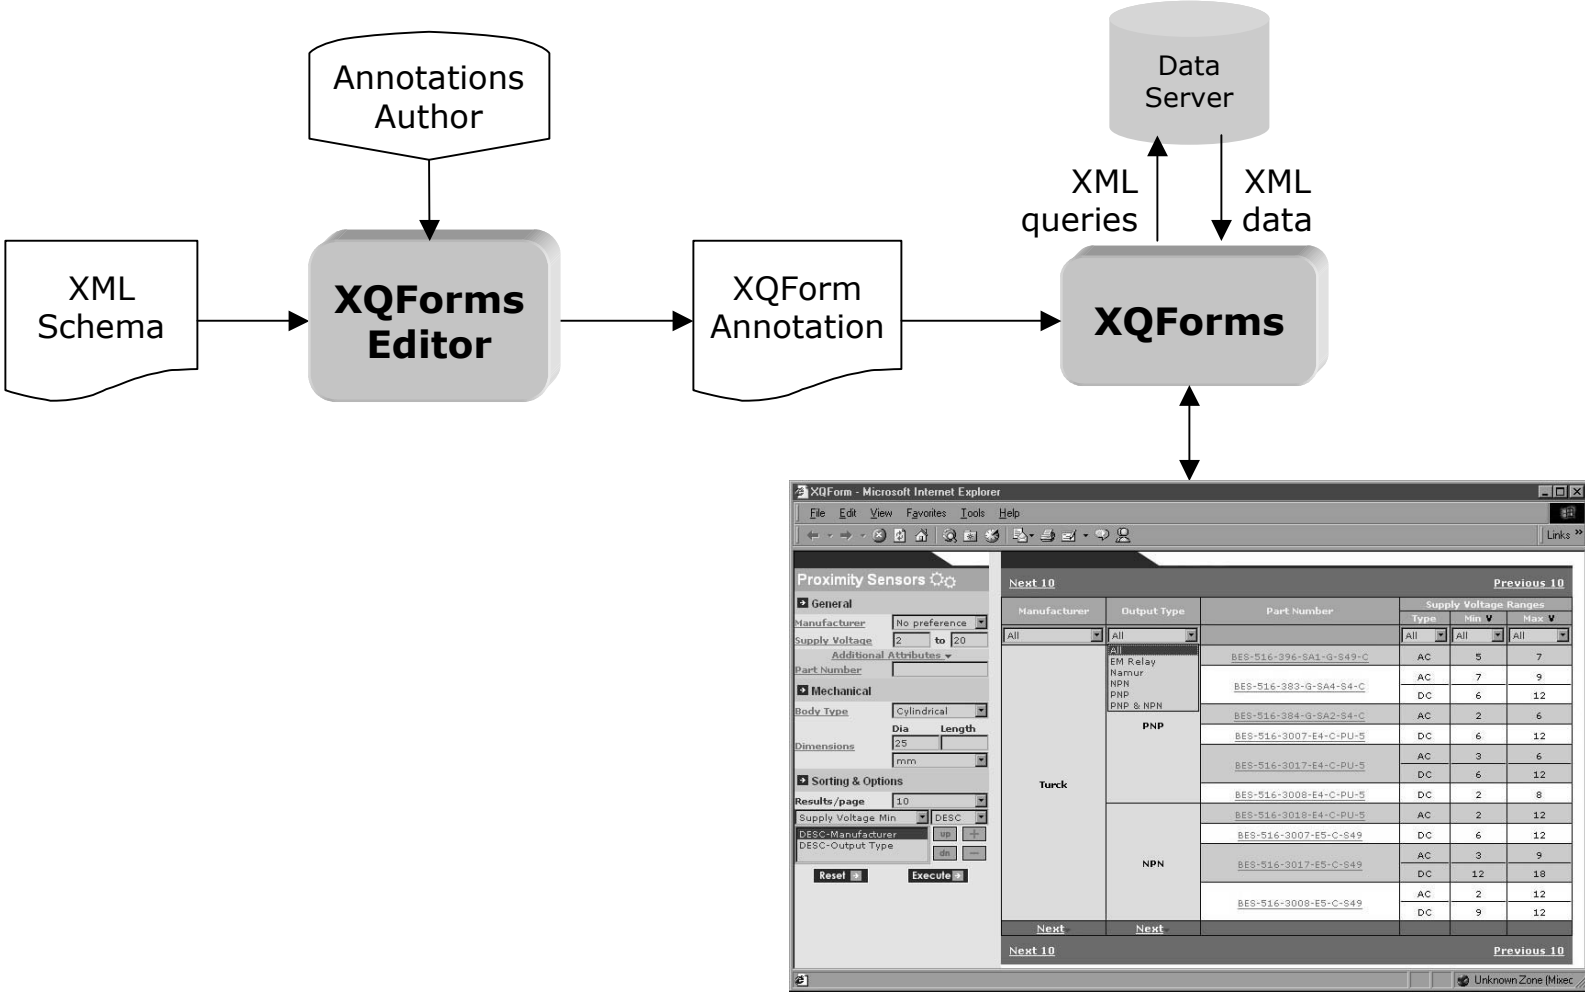 Annotations
Author
Data
Server
XML
queries
XML
data
XML
Schema
XQForms
Editor
XQForm
Annotation
XQForms
XQForm - Microsoft Internet Explorer
File Edit View Favorites Tools Help
Links »
Proximity Sensors
General
Manufacturer No preference
Supply Voltage 2 to 20
Additional Attributes
Part Number
Mechanical
Body Type Cylindrical
Dia Length
Dimensions 25
mm
Sorting & Options
Results/page 10
Supply Voltage Min DESC
DESC-Manufacturer up +
DESC-Output Type dn −
Reset Execute
Next 10 Previous 10
Manufacturer Output Type Part Number Supply Voltage Ranges
Type Min V Max V
All All All All All
All
EM Relay
Namur
NPN
PNP
PNP & NPN
Turck
PNP
BES-516-396-SA1-G-S49-C AC 5 7
BES-516-383-G-SA4-S4-C AC 7 9
DC 6 12
BES-516-384-G-SA2-S4-C AC 2 6
BES-516-3007-E4-C-PU-5 DC 6 12
BES-516-3017-E4-C-PU-5 AC 3 6
DC 6 12
BES-516-3008-E4-C-PU-5 DC 2 8
NPN
BES-516-3018-E4-C-PU-5 AC 2 12
BES-516-3007-E5-C-S49 DC 6 12
BES-516-3017-E5-C-S49 AC 3 9
DC 12 18
BES-516-3008-E5-C-S49 AC 2 12
DC 9 12
Next Next
Next 10 Previous 10
Unknown Zone (Mixec